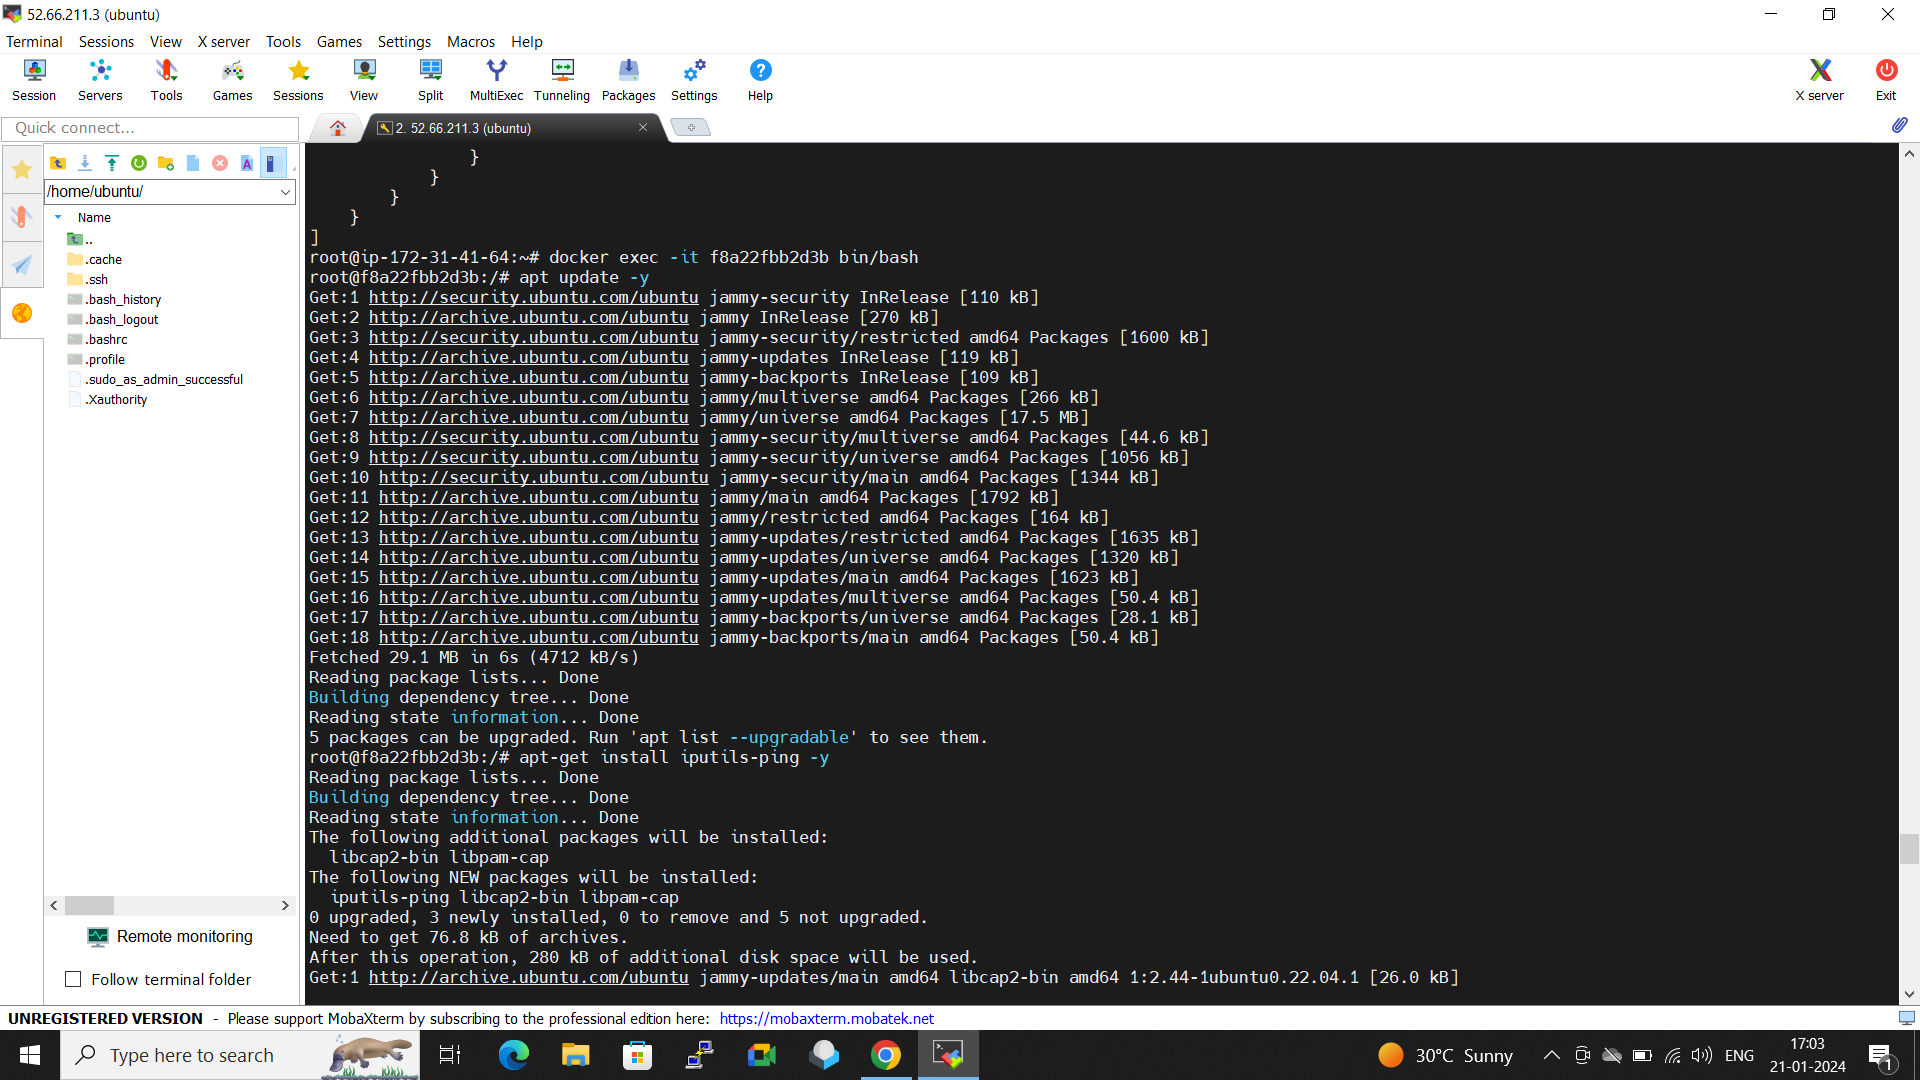 52.66.211.3 (ubuntu)
Terminal Sessions View X server Tools Games Settings Macros Help
Session Servers Tools Games Sessions View Split MultiExec Tunneling Packages Settings Help X server Exit
Quick connect...
2. 52.66.211.3 (ubuntu)
/home/ubuntu/
Name
..
.cache
.ssh
.bash_history
.bash_logout
.bashrc
.profile
.sudo_as_admin_successful
.Xauthority
Remote monitoring
Follow terminal folder
}
}
}
}
]
root@ip-172-31-41-64:~# docker exec -it f8a22fbb2d3b bin/bash
root@f8a22fbb2d3b:/# apt update -y
Get:1 http://security.ubuntu.com/ubuntu jammy-security InRelease [110 kB]
Get:2 http://archive.ubuntu.com/ubuntu jammy InRelease [270 kB]
Get:3 http://security.ubuntu.com/ubuntu jammy-security/restricted amd64 Packages [1600 kB]
Get:4 http://archive.ubuntu.com/ubuntu jammy-updates InRelease [119 kB]
Get:5 http://archive.ubuntu.com/ubuntu jammy-backports InRelease [109 kB]
Get:6 http://archive.ubuntu.com/ubuntu jammy/multiverse amd64 Packages [266 kB]
Get:7 http://archive.ubuntu.com/ubuntu jammy/universe amd64 Packages [17.5 MB]
Get:8 http://security.ubuntu.com/ubuntu jammy-security/multiverse amd64 Packages [44.6 kB]
Get:9 http://security.ubuntu.com/ubuntu jammy-security/universe amd64 Packages [1056 kB]
Get:10 http://security.ubuntu.com/ubuntu jammy-security/main amd64 Packages [1344 kB]
Get:11 http://archive.ubuntu.com/ubuntu jammy/main amd64 Packages [1792 kB]
Get:12 http://archive.ubuntu.com/ubuntu jammy/restricted amd64 Packages [164 kB]
Get:13 http://archive.ubuntu.com/ubuntu jammy-updates/restricted amd64 Packages [1635 kB]
Get:14 http://archive.ubuntu.com/ubuntu jammy-updates/universe amd64 Packages [1320 kB]
Get:15 http://archive.ubuntu.com/ubuntu jammy-updates/main amd64 Packages [1623 kB]
Get:16 http://archive.ubuntu.com/ubuntu jammy-updates/multiverse amd64 Packages [50.4 kB]
Get:17 http://archive.ubuntu.com/ubuntu jammy-backports/universe amd64 Packages [28.1 kB]
Get:18 http://archive.ubuntu.com/ubuntu jammy-backports/main amd64 Packages [50.4 kB]
Fetched 29.1 MB in 6s (4712 kB/s)
Reading package lists... Done
Building dependency tree... Done
Reading state information... Done
5 packages can be upgraded. Run 'apt list --upgradable' to see them.
root@f8a22fbb2d3b:/# apt-get install iputils-ping -y
Reading package lists... Done
Building dependency tree... Done
Reading state information... Done
The following additional packages will be installed:
libcap2-bin libpam-cap
The following NEW packages will be installed:
iputils-ping libcap2-bin libpam-cap
0 upgraded, 3 newly installed, 0 to remove and 5 not upgraded.
Need to get 76.8 kB of archives.
After this operation, 280 kB of additional disk space will be used.
Get:1 http://archive.ubuntu.com/ubuntu jammy-updates/main amd64 libcap2-bin amd64 1:2.44-1ubuntu0.22.04.1 [26.0 kB]
UNREGISTERED VERSION - Please support MobaXterm by subscribing to the professional edition here: https://mobaxterm.mobatek.net
Type here to search
30°C Sunny
ENG
17:03
21-01-2024
1